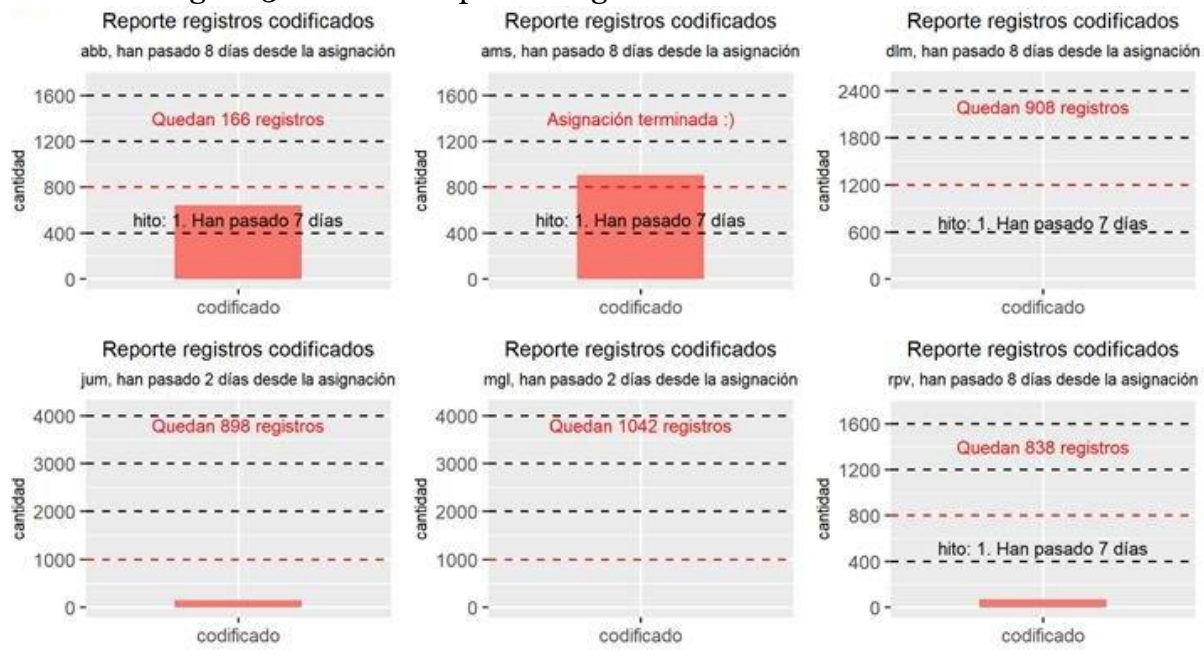 Reporte registros codificados
abb, han pasado 8 días desde la asignación
1600
1200
800
400
0
cantidad
Quedan 166 registros
hito: 1. Han pasado 7 días
codificado
Reporte registros codificados
ams, han pasado 8 días desde la asignación
1600
1200
800
400
0
cantidad
Asignación terminada :)
hito: 1. Han pasado 7 días
codificado
Reporte registros codificados
dlm, han pasado 8 días desde la asignación
2400
1800
1200
600
0
cantidad
Quedan 908 registros
hito: 1. Han pasado 7 días
codificado
Reporte registros codificados
jum, han pasado 2 días desde la asignación
4000
3000
2000
1000
0
cantidad
Quedan 898 registros
codificado
Reporte registros codificados
mgl, han pasado 2 días desde la asignación
4000
3000
2000
1000
0
cantidad
Quedan 1042 registros
codificado
Reporte registros codificados
rpv, han pasado 8 días desde la asignación
1600
1200
800
400
0
cantidad
Quedan 838 registros
hito: 1. Han pasado 7 días
codificado